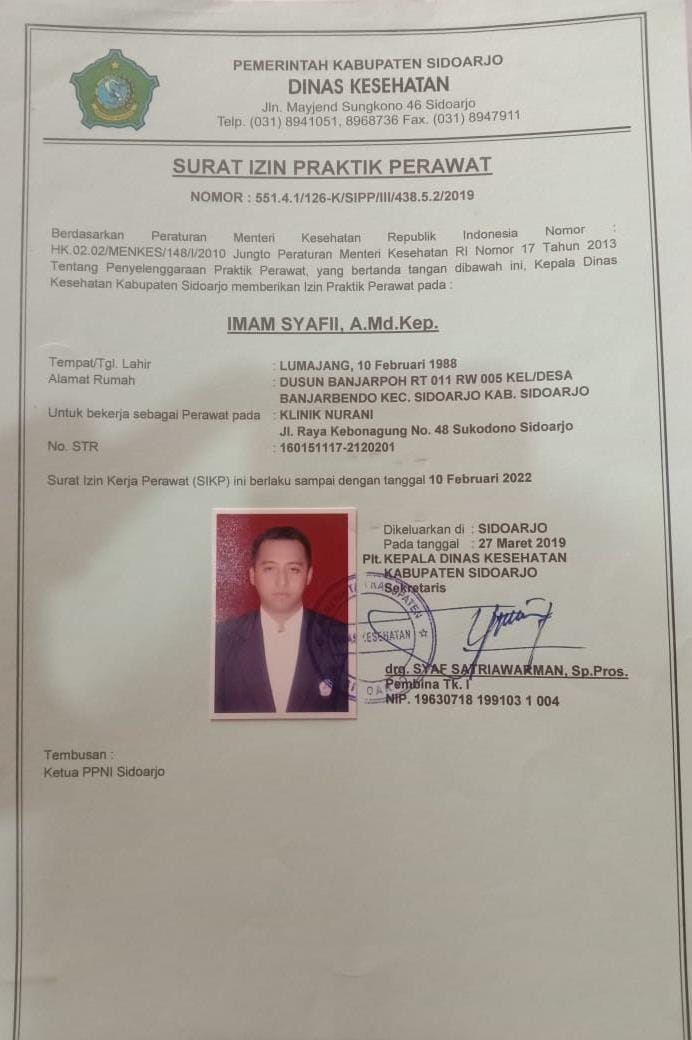 PEMERINTAH KABUPATEN SIDOARJO
DINAS KESEHATAN
Jln. Mayjend Sungkono 46 Sidoarjo
Telp. (031) 8941051, 8968736 Fax. (031) 8947911
SURAT IZIN PRAKTIK PERAWAT
NOMOR : 551.4.1/126-K/SIPP/III/438.5.2/2019
Berdasarkan Peraturan Menteri Kesehatan Republik Indonesia Nomor :
HK.02.02/MENKES/148/I/2010 Jungto Peraturan Menteri Kesehatan RI Nomor 17 Tahun 2013
Tentang Penyelenggaraan Praktik Perawat, yang bertanda tangan dibawah ini, Kepala Dinas
Kesehatan Kabupaten Sidoarjo memberikan Izin Praktik Perawat pada :
IMAM SYAFII, A.Md.Kep.
Tempat/Tgl. Lahir : LUMAJANG, 10 Februari 1988
Alamat Rumah : DUSUN BANJARPOH RT 011 RW 005 KEL/DESA
BANJARBENDO KEC. SIDOARJO KAB. SIDOARJO
Untuk bekerja sebagai Perawat pada : KLINIK NURANI
Jl. Raya Kebonagung No. 48 Sukodono Sidoarjo
No. STR : 160151117-2120201
Surat Izin Kerja Perawat (SIKP) ini berlaku sampai dengan tanggal 10 Februari 2022
Dikeluarkan di : SIDOARJO
Pada tanggal : 27 Maret 2019
Plt. KEPALA DINAS KESEHATAN
KABUPATEN SIDOARJO
Sekretaris
drg. SYAF SATRIAWARMAN, Sp.Pros.
Pembina Tk. I
NIP. 19630718 199103 1 004
Tembusan :
Ketua PPNI Sidoarjo